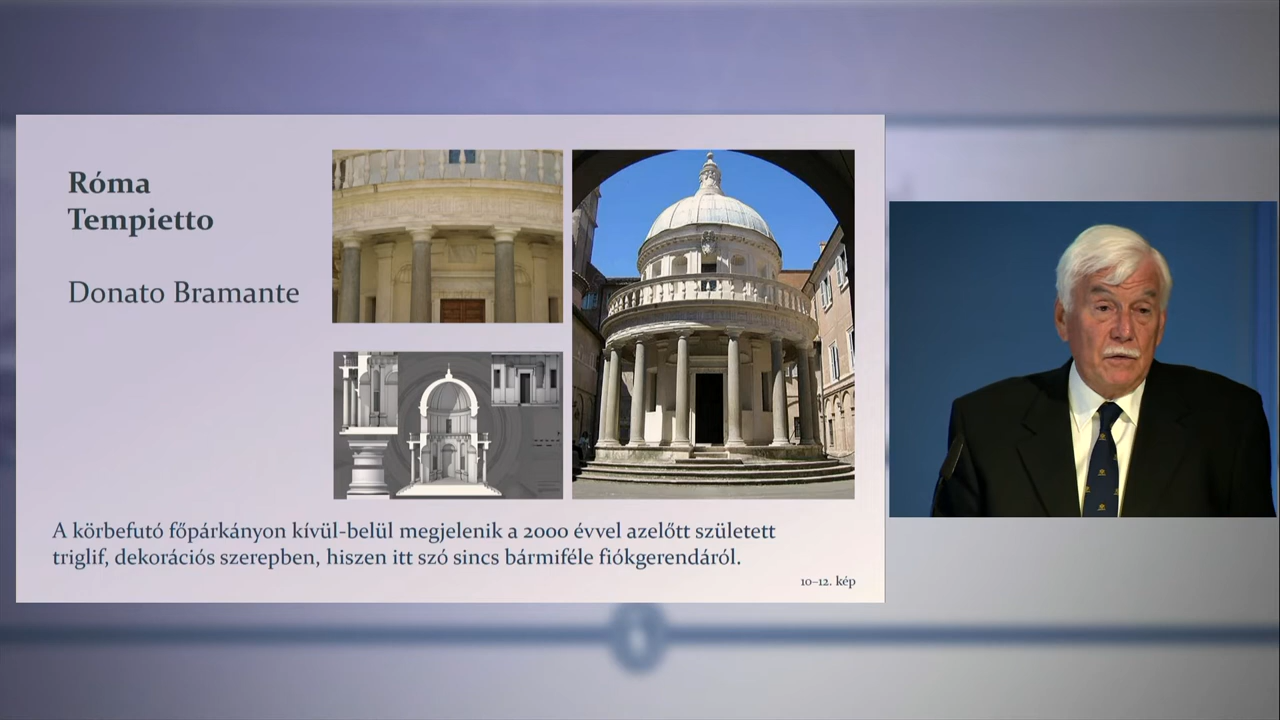 Róma
Tempietto
Donato Bramante
A körbefutó főpárkányon kívül-belül megjelenik a 2000 évvel azelőtt született
triglif, dekorációs szerepben, hiszen itt szó sincs bármiféle fiókgerendáról.
10–12. kép